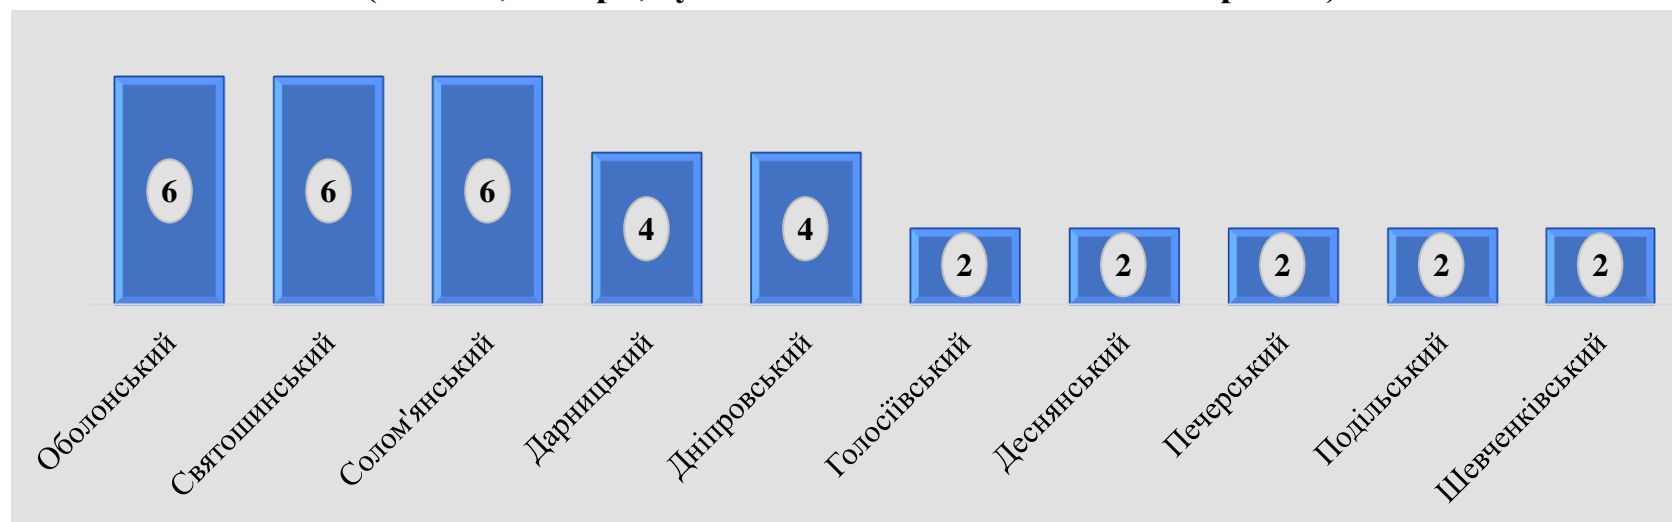 6 6 6 4 4 2 2 2 2 2
Оболонський
Святошинський
Солом'янський
Дарницький
Дніпровський
Голосіївський
Деснянський
Печерський
Подільський
Шевченківський